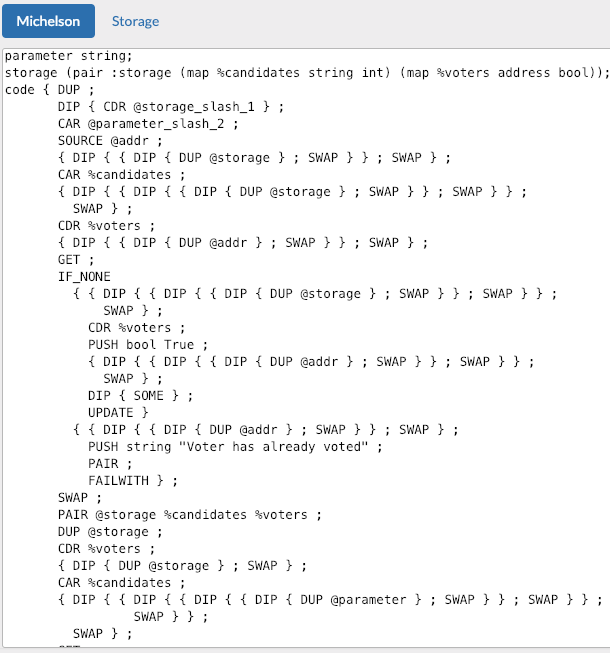 Michelson Storage
parameter string;
storage (pair :storage (map %candidates string int) (map %voters address bool));
code { DUP ;
       DIP { CDR @storage_slash_1 } ;
       CAR @parameter_slash_2 ;
       SOURCE @addr ;
       { DIP { { DIP { DUP @storage } ; SWAP } } ; SWAP } ;
       CAR %candidates ;
       { DIP { { DIP { { DIP { DUP @storage } ; SWAP } } ; SWAP } } ;
         SWAP } ;
       CDR %voters ;
       { DIP { { DIP { DUP @addr } ; SWAP } } ; SWAP } ;
       GET ;
       IF_NONE
         { { DIP { { DIP { { DIP { DUP @storage } ; SWAP } } ; SWAP } } ;
             SWAP } ;
           CDR %voters ;
           PUSH bool True ;
           { DIP { { DIP { { DIP { DUP @addr } ; SWAP } } ; SWAP } } ;
             SWAP } ;
           DIP { SOME } ;
           UPDATE }
         { { DIP { { DIP { DUP @addr } ; SWAP } } ; SWAP } ;
           PUSH string "Voter has already voted" ;
           PAIR ;
           FAILWITH } ;
       SWAP ;
       PAIR @storage %candidates %voters ;
       DUP @storage ;
       CDR %voters ;
       { DIP { DUP @storage } ; SWAP } ;
       CAR %candidates ;
       { DIP { { DIP { { DIP { { DIP { DUP @parameter } ; SWAP } } ; SWAP } } ;
                 SWAP } } ;
         SWAP } ;